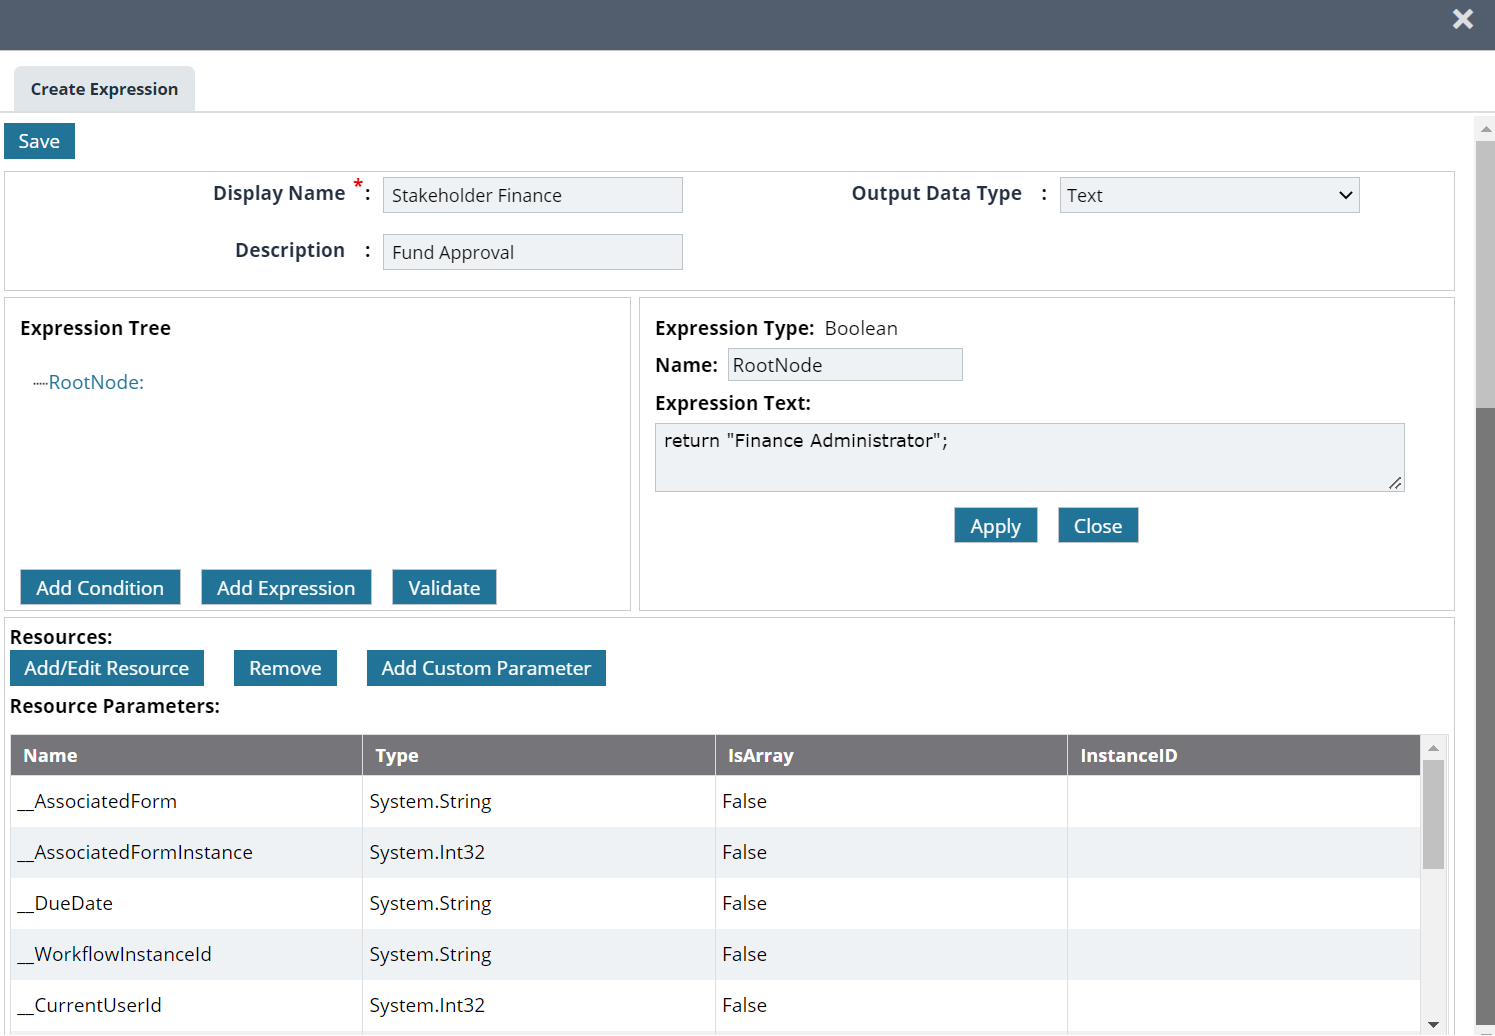 Create Expression
Save
Display Name * : Stakeholder Finance Output Data Type : Text
Description : Fund Approval
Expression Tree
RootNode:
Add Condition Add Expression Validate
Expression Type: Boolean
Name: RootNode
Expression Text:
return "Finance Administrator";
Apply Close
Resources:
Add/Edit Resource Remove Add Custom Parameter
Resource Parameters:
Name Type IsArray InstanceID
__AssociatedForm System.String False
__AssociatedFormInstance System.Int32 False
__DueDate System.String False
__WorkflowInstanceId System.String False
__CurrentUserId System.Int32 False